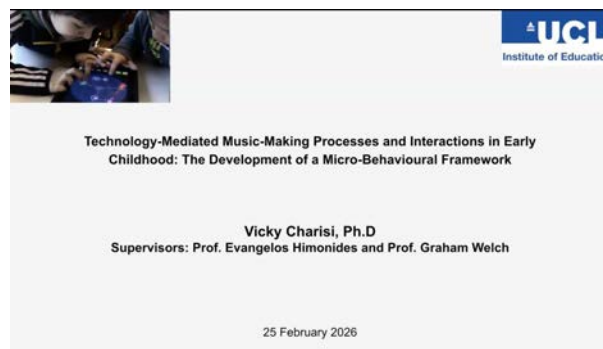 UCL
Institute of Education
Technology-Mediated Music-Making Processes and Interactions in Early
Childhood: The Development of a Micro-Behavioural Framework
Vicky Charisi, Ph.D
Supervisors: Prof. Evangelos Himonides and Prof. Graham Welch
25 February 2026